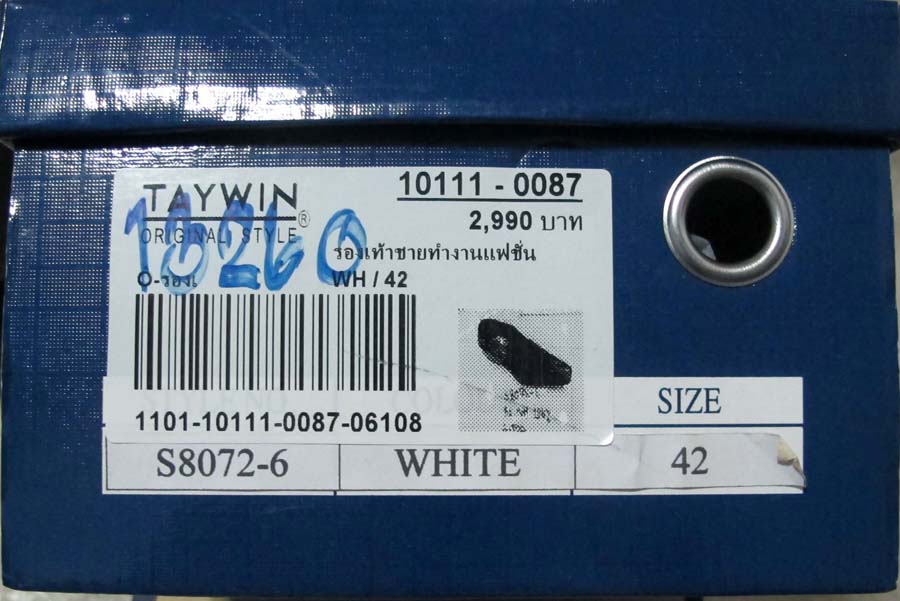 TAYWIN
ORIGINAL STYLE
®
10111 - 0087
2,990 บาท
รองเท้าชายทำงานแฟชั่น
WH / 42
1101-10111-0087-06108
SIZE
S8072-6 WHITE 42